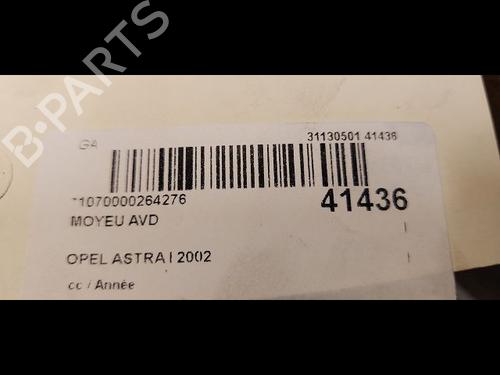 B-PARTS
GA
31130501 41436
*1070000264276
41436
MOYEU AVD
OPEL ASTRA I 2002
cc / Année